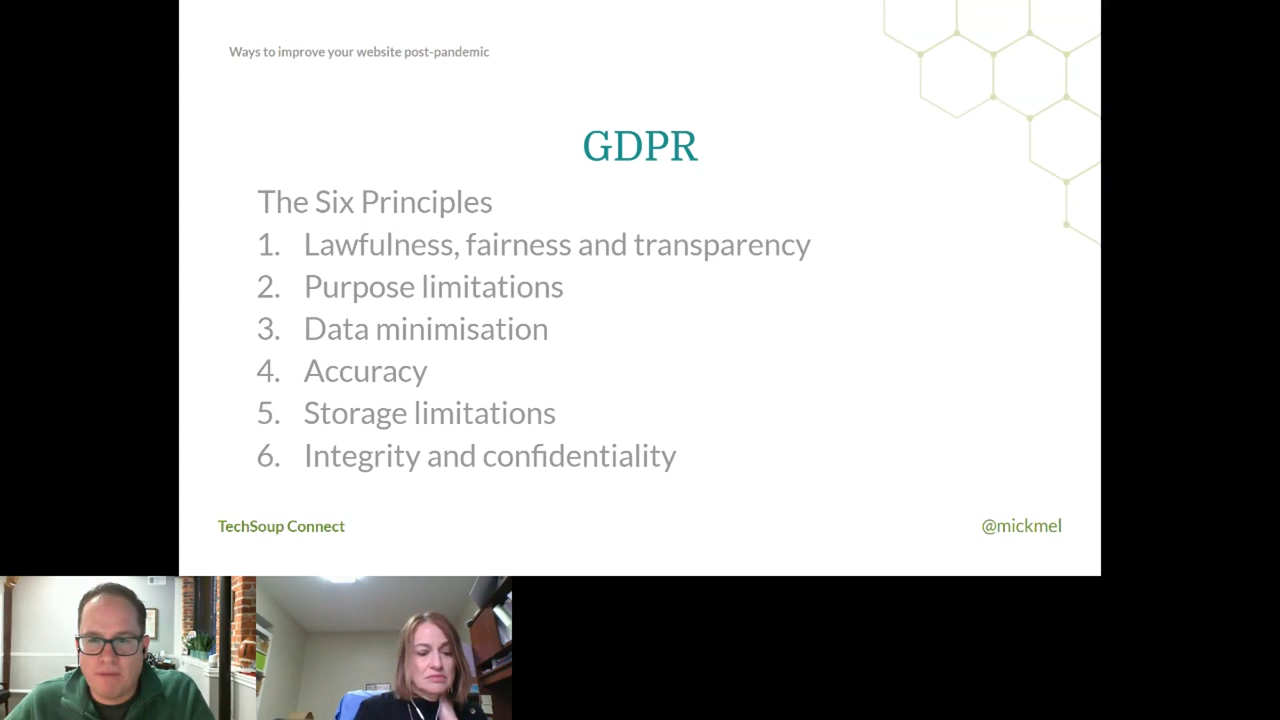 Ways to improve your website post-pandemic
GDPR
The Six Principles
1. Lawfulness, fairness and transparency
2. Purpose limitations
3. Data minimisation
4. Accuracy
5. Storage limitations
6. Integrity and confidentiality
TechSoup Connect
@mickmel